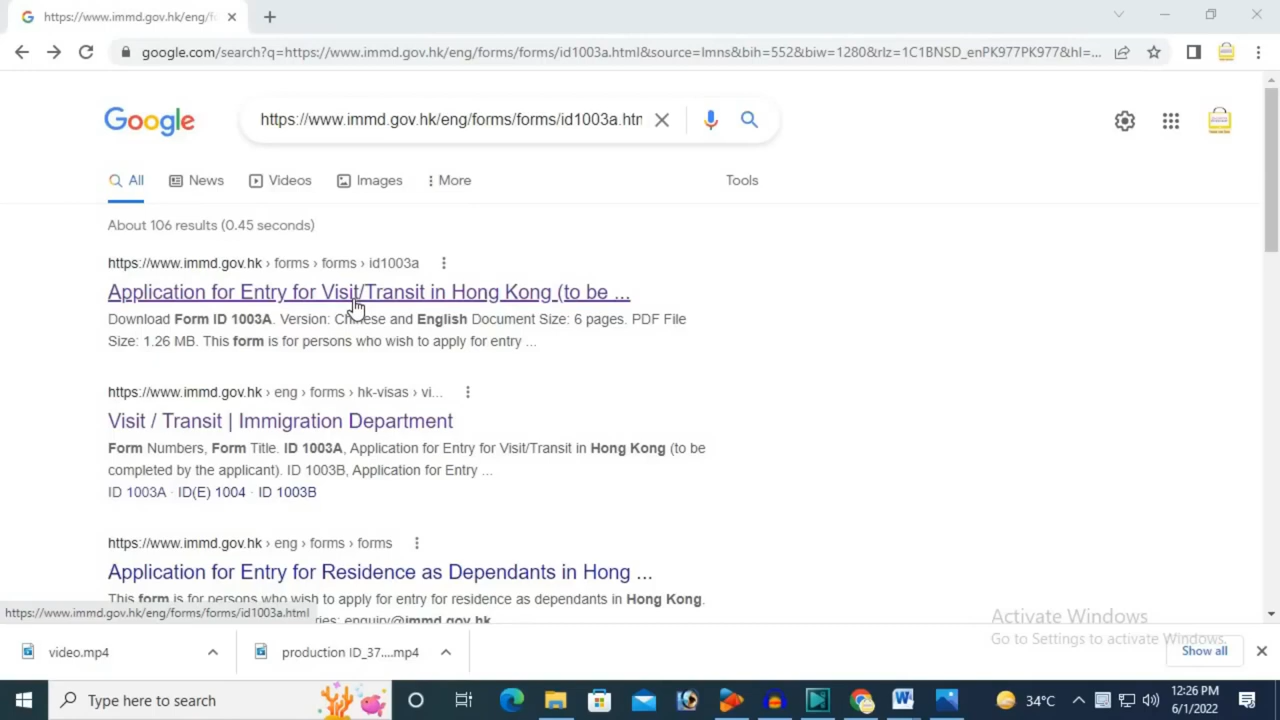 https://www.immd.gov.hk/eng/fo
google.com/search?q=https://www.immd.gov.hk/eng/forms/forms/id1003a.html&source=lmns&bih=552&biw=1280&rlz=1C1BNSD_enPK977PK977&hl=...
Google
https://www.immd.gov.hk/eng/forms/forms/id1003a.htm
All News Videos Images More Tools
About 106 results (0.45 seconds)
https://www.immd.gov.hk › forms › forms › id1003a
Application for Entry for Visit/Transit in Hong Kong (to be ...
Download Form ID 1003A. Version: Chinese and English Document Size: 6 pages. PDF File
Size: 1.26 MB. This form is for persons who wish to apply for entry ...
https://www.immd.gov.hk › eng › forms › hk-visas › vi...
Visit / Transit | Immigration Department
Form Numbers, Form Title. ID 1003A, Application for Entry for Visit/Transit in Hong Kong (to be
completed by the applicant). ID 1003B, Application for Entry ...
ID 1003A · ID(E) 1004 · ID 1003B
https://www.immd.gov.hk › eng › forms › forms
Application for Entry for Residence as Dependants in Hong ...
This form is for persons who wish to apply for entry for residence as dependants in Hong Kong.
https://www.immd.gov.hk/eng/forms/forms/id1003a.html
ries: enquiry@immd.gov.hk
Activate Windows
Go to Settings to activate Windows.
video.mp4
production ID_37....mp4
Show all
Type here to search
34°C
12:26 PM
6/1/2022